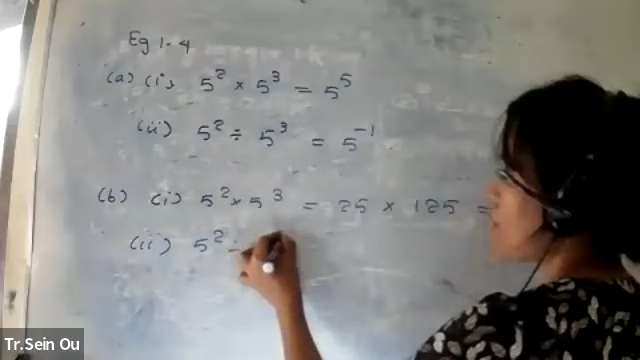 Eg 1.4
(a) (i) 5² × 5³ = 5⁵
(ii) 5² ÷ 5³ = 5⁻¹
(b) (i) 5² × 5³ = 25 × 125 =
(ii) 5² ÷
Tr.Sein Ou